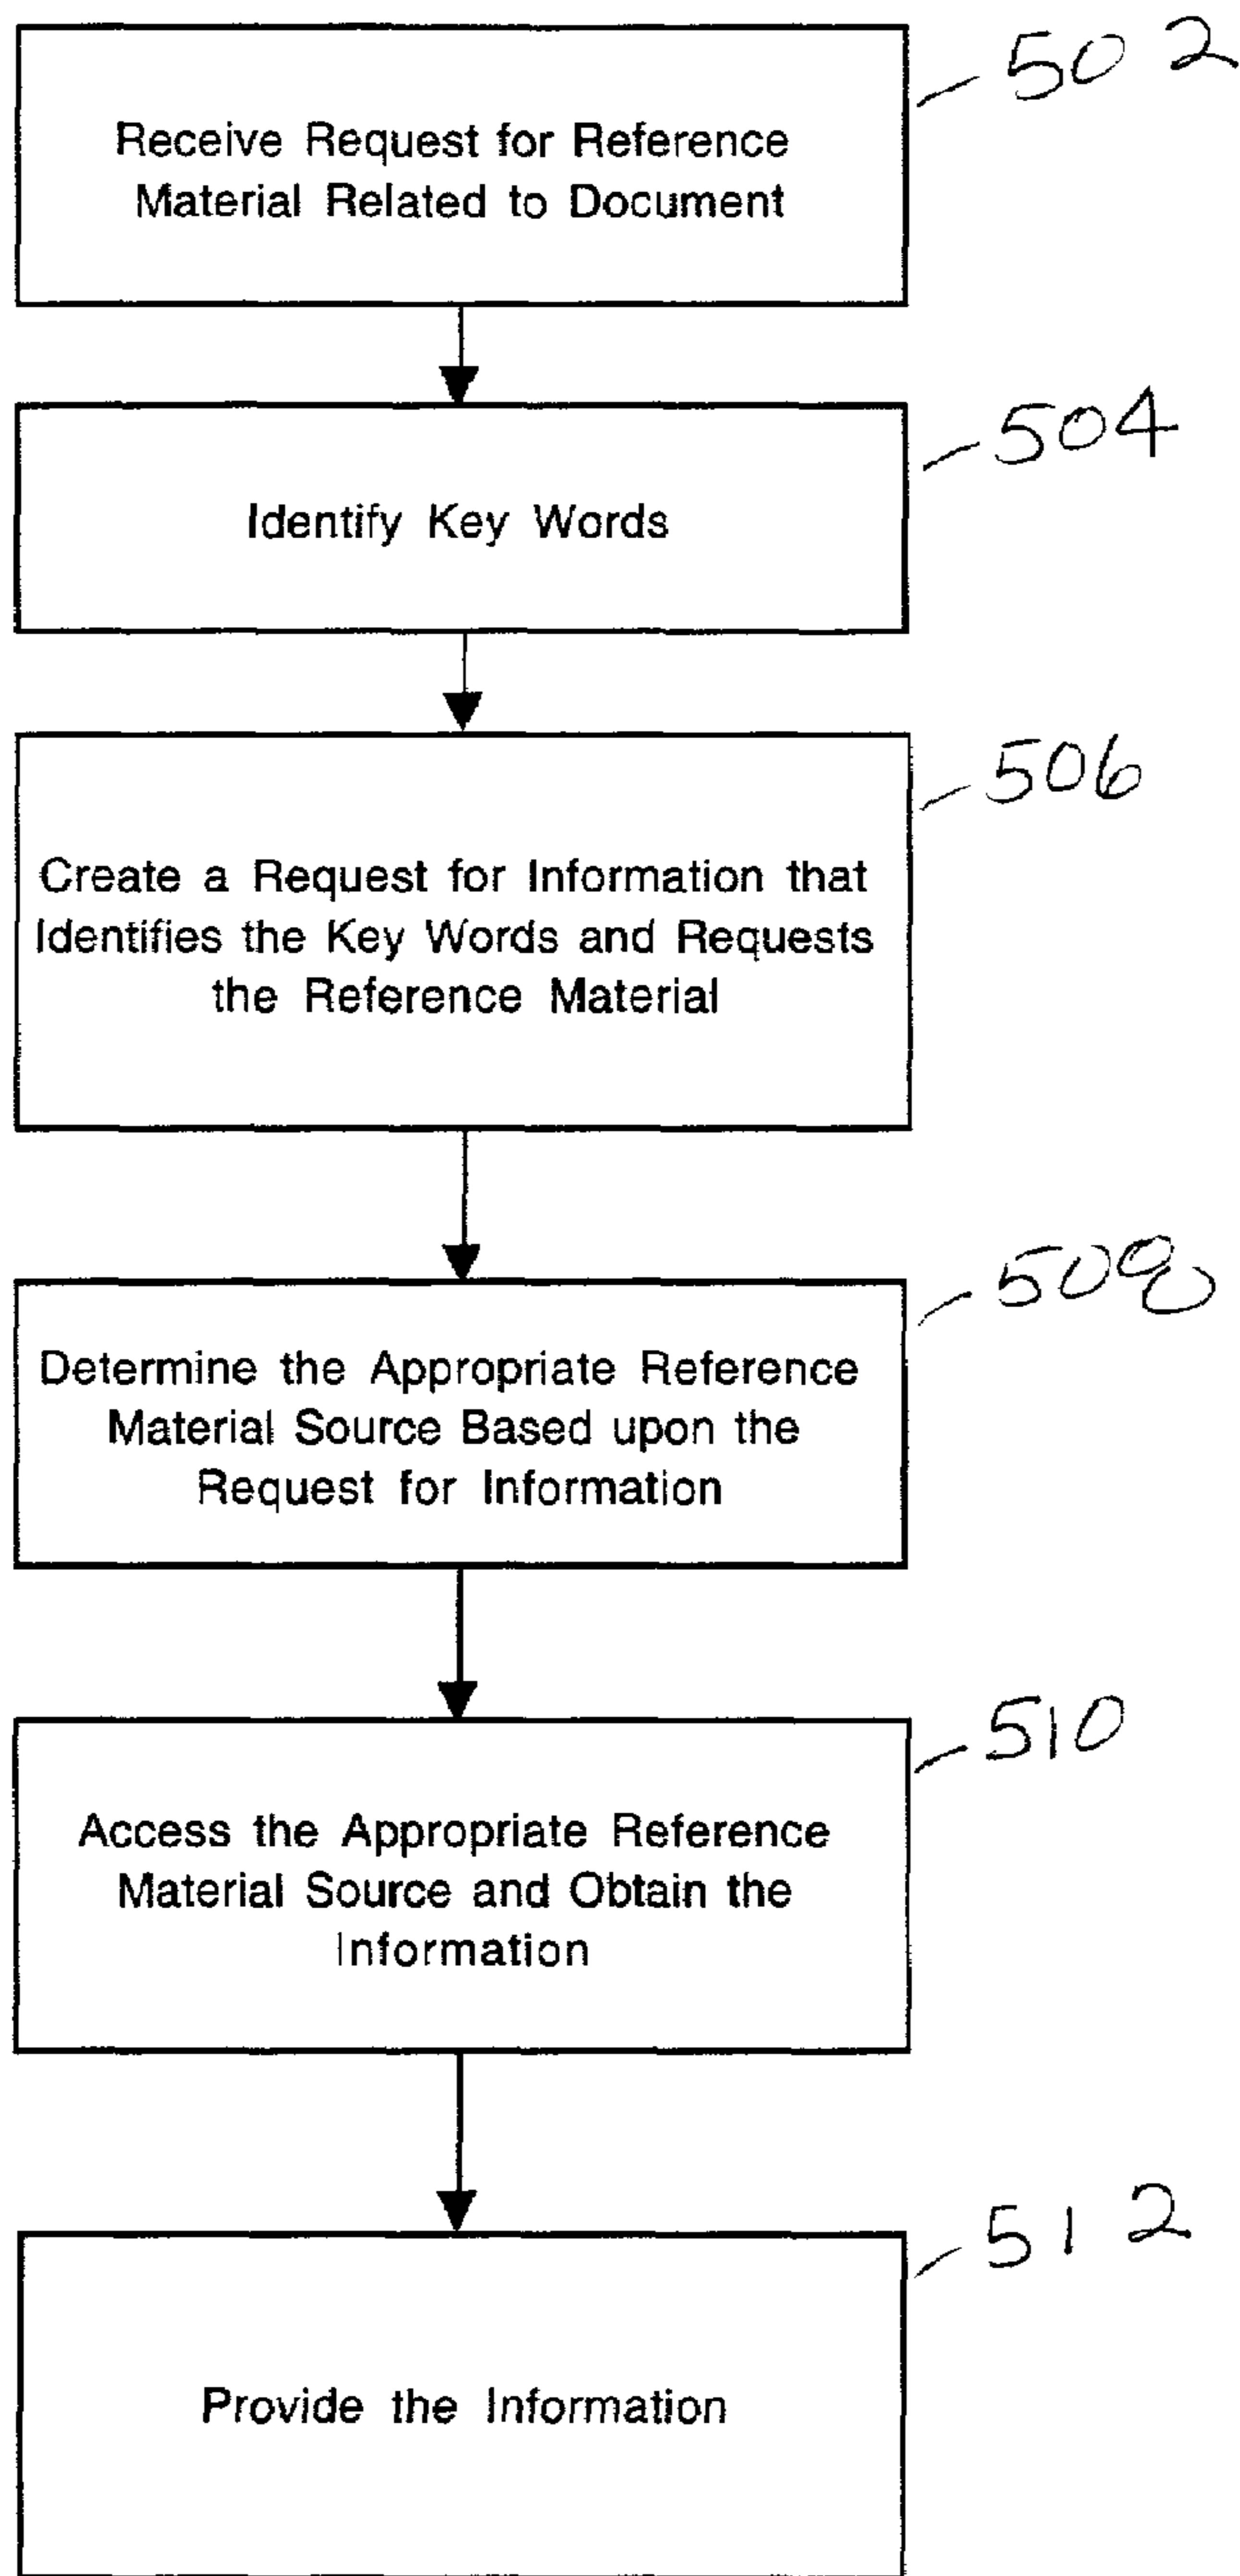 502
Receive Request for Reference
Material Related to Document
504
Identify Key Words
506
Create a Request for Information that
Identifies the Key Words and Requests
the Reference Material
508
Determine the Appropriate Reference
Material Source Based upon the
Request for Information
510
Access the Appropriate Reference
Material Source and Obtain the
Information
512
Provide the Information